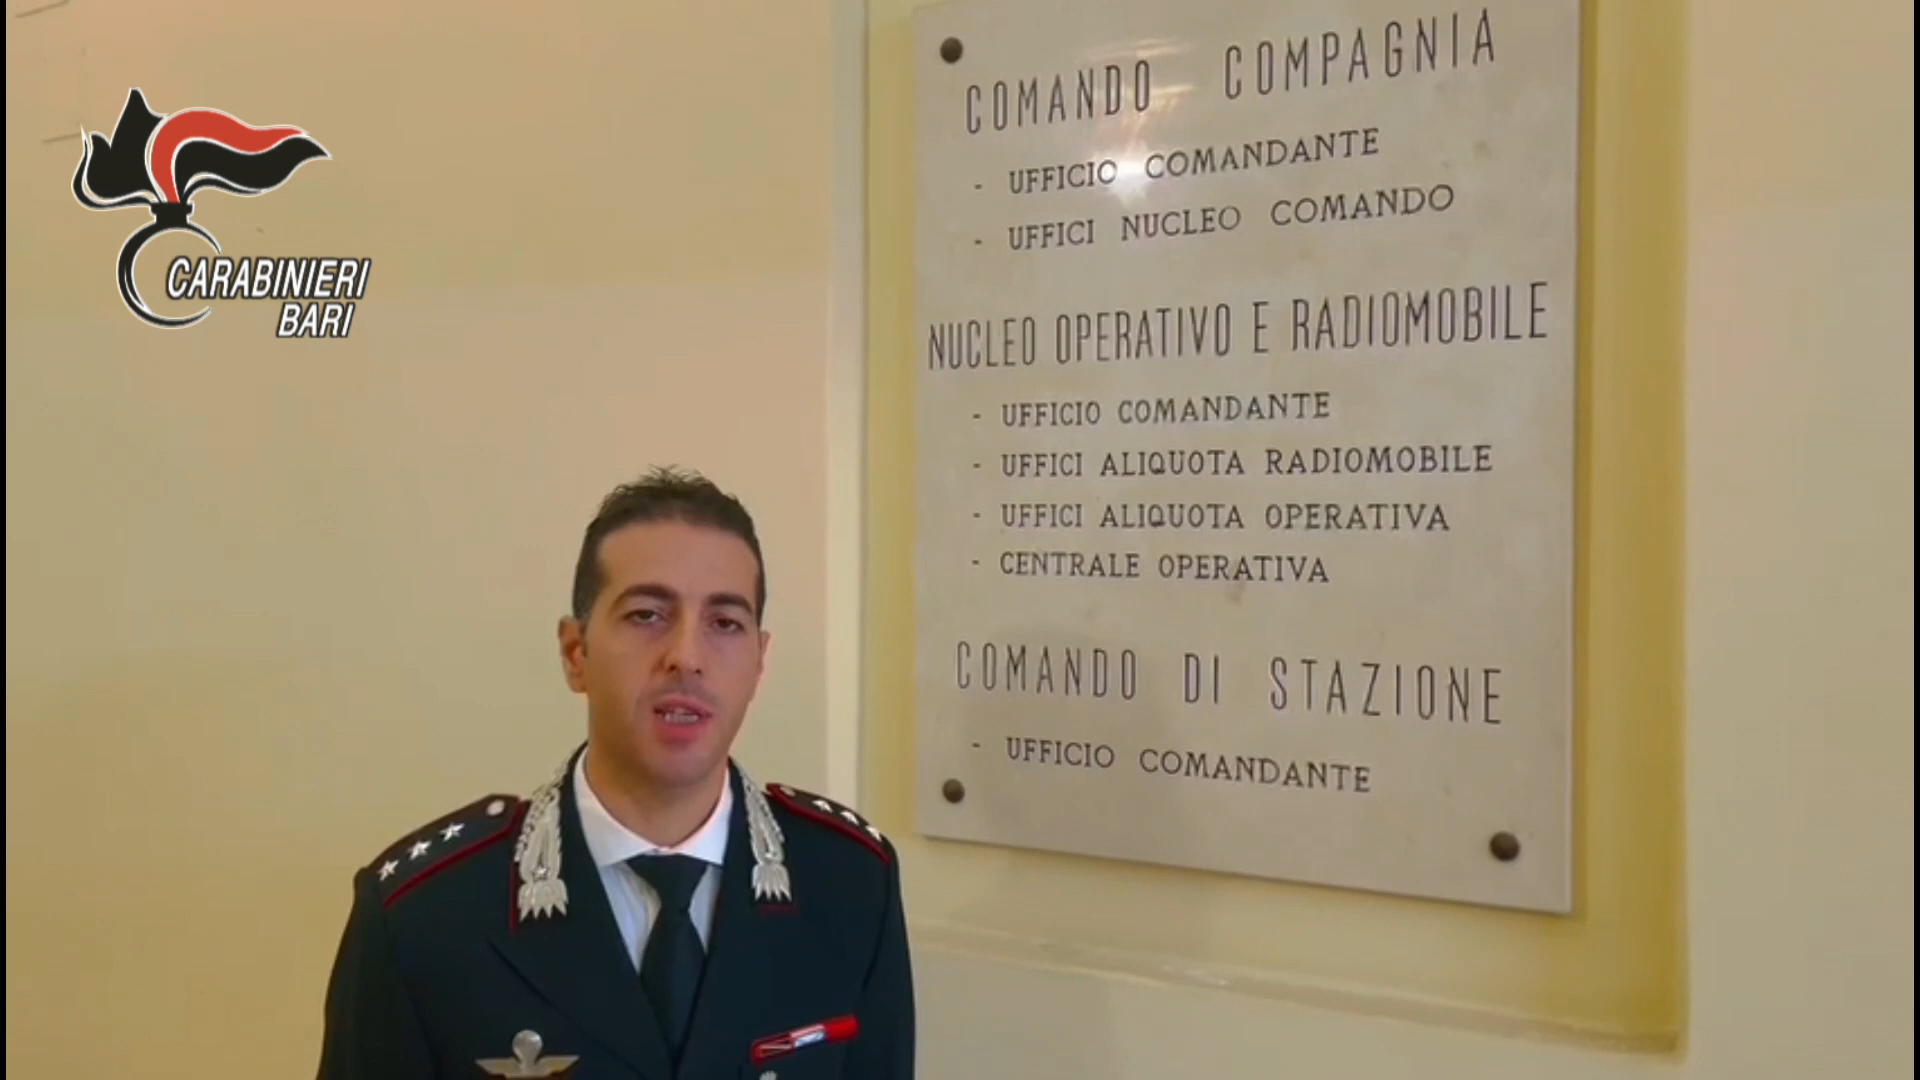 CARABINIERI
BARI
COMANDO COMPAGNIA
- UFFICIO COMANDANTE
- UFFICI NUCLEO COMANDO
NUCLEO OPERATIVO E RADIOMOBILE
- UFFICIO COMANDANTE
- UFFICI ALIQUOTA RADIOMOBILE
- UFFICI ALIQUOTA OPERATIVA
- CENTRALE OPERATIVA
COMANDO DI STAZIONE
- UFFICIO COMANDANTE